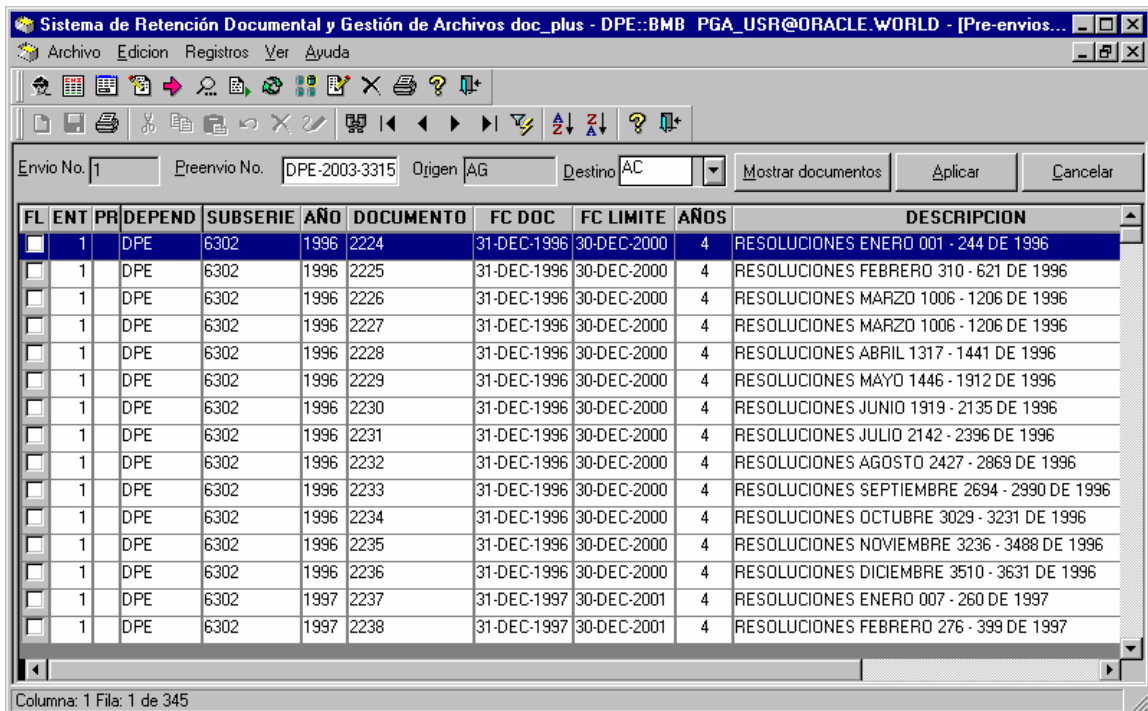 Sistema de Retención Documental y Gestión de Archivos doc_plus - DPE::BMB PGA_USR@ORACLE.WORLD - [Pre-envios...
Archivo Edicion Registros Ver Ayuda
Envio No. 1 Preenvio No. DPE-2003-3315 Origen AG Destino AC Mostrar documentos Aplicar Cancelar
FL ENT PR DEPEND SUBSERIE AÑO DOCUMENTO FC DOC FC LIMITE AÑOS DESCRIPCION
1 DPE 6302 1996 2224 31-DEC-1996 30-DEC-2000 4 RESOLUCIONES ENERO 001 - 244 DE 1996
1 DPE 6302 1996 2225 31-DEC-1996 30-DEC-2000 4 RESOLUCIONES FEBRERO 310 - 621 DE 1996
1 DPE 6302 1996 2226 31-DEC-1996 30-DEC-2000 4 RESOLUCIONES MARZO 1006 - 1206 DE 1996
1 DPE 6302 1996 2227 31-DEC-1996 30-DEC-2000 4 RESOLUCIONES MARZO 1006 - 1206 DE 1996
1 DPE 6302 1996 2228 31-DEC-1996 30-DEC-2000 4 RESOLUCIONES ABRIL 1317 - 1441 DE 1996
1 DPE 6302 1996 2229 31-DEC-1996 30-DEC-2000 4 RESOLUCIONES MAYO 1446 - 1912 DE 1996
1 DPE 6302 1996 2230 31-DEC-1996 30-DEC-2000 4 RESOLUCIONES JUNIO 1919 - 2135 DE 1996
1 DPE 6302 1996 2231 31-DEC-1996 30-DEC-2000 4 RESOLUCIONES JULIO 2142 - 2396 DE 1996
1 DPE 6302 1996 2232 31-DEC-1996 30-DEC-2000 4 RESOLUCIONES AGOSTO 2427 - 2869 DE 1996
1 DPE 6302 1996 2233 31-DEC-1996 30-DEC-2000 4 RESOLUCIONES SEPTIEMBRE 2694 - 2990 DE 1996
1 DPE 6302 1996 2234 31-DEC-1996 30-DEC-2000 4 RESOLUCIONES OCTUBRE 3029 - 3231 DE 1996
1 DPE 6302 1996 2235 31-DEC-1996 30-DEC-2000 4 RESOLUCIONES NOVIEMBRE 3236 - 3488 DE 1996
1 DPE 6302 1996 2236 31-DEC-1996 30-DEC-2000 4 RESOLUCIONES DICIEMBRE 3510 - 3631 DE 1996
1 DPE 6302 1997 2237 31-DEC-1997 30-DEC-2001 4 RESOLUCIONES ENERO 007 - 260 DE 1997
1 DPE 6302 1997 2238 31-DEC-1997 30-DEC-2001 4 RESOLUCIONES FEBRERO 276 - 399 DE 1997
Columna: 1 Fila: 1 de 345